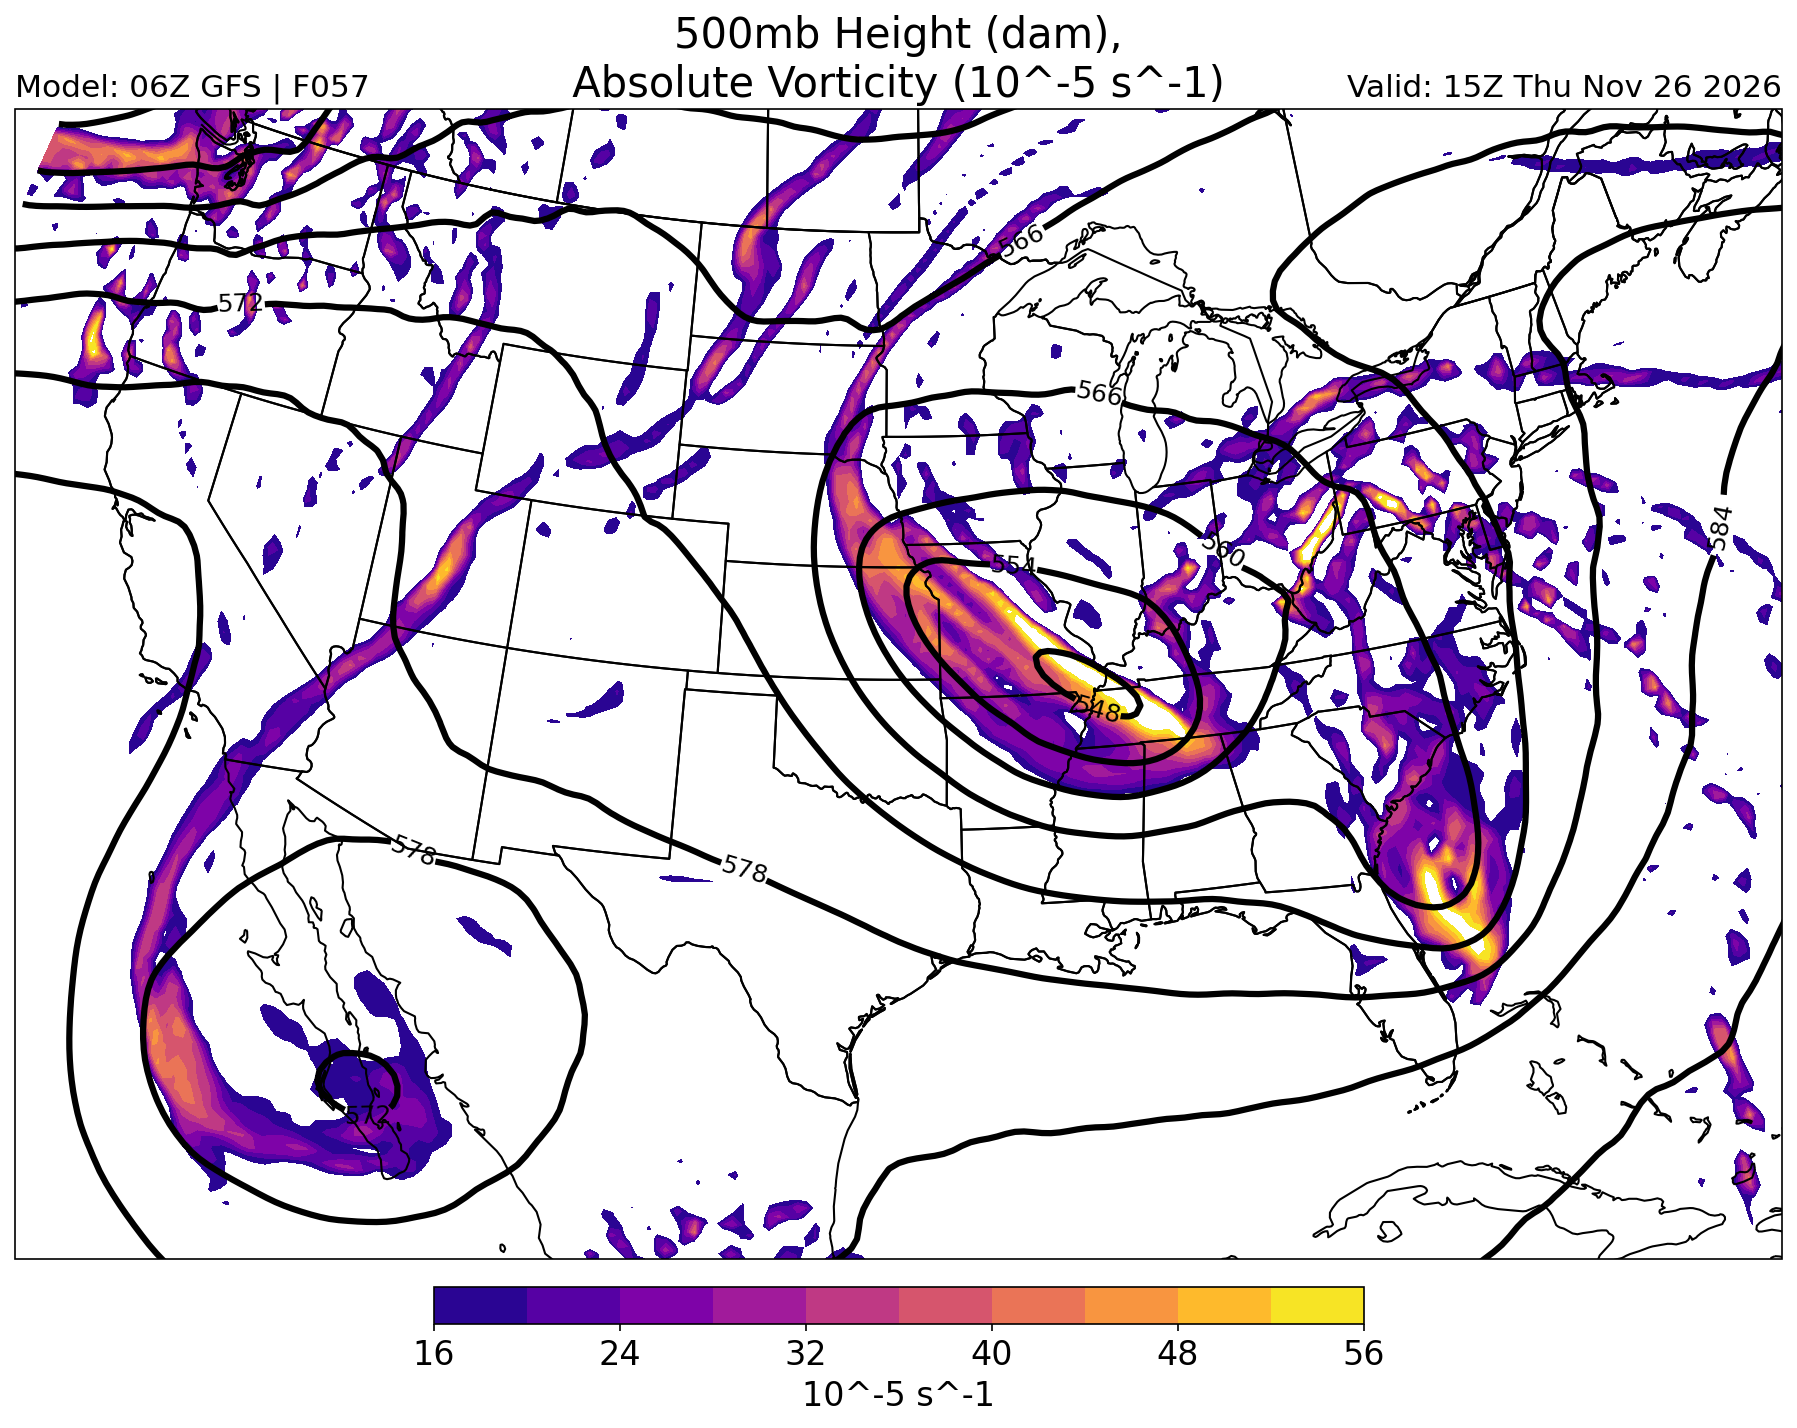 500mb Height (dam),
Model: 06Z GFS | F057
Absolute Vorticity (10^-5 s^-1)
Valid: 15Z Thu Nov 26 2026
566
572
566
584
560
554
548
578
578
572
16 24 32 40 48 56
10^-5 s^-1